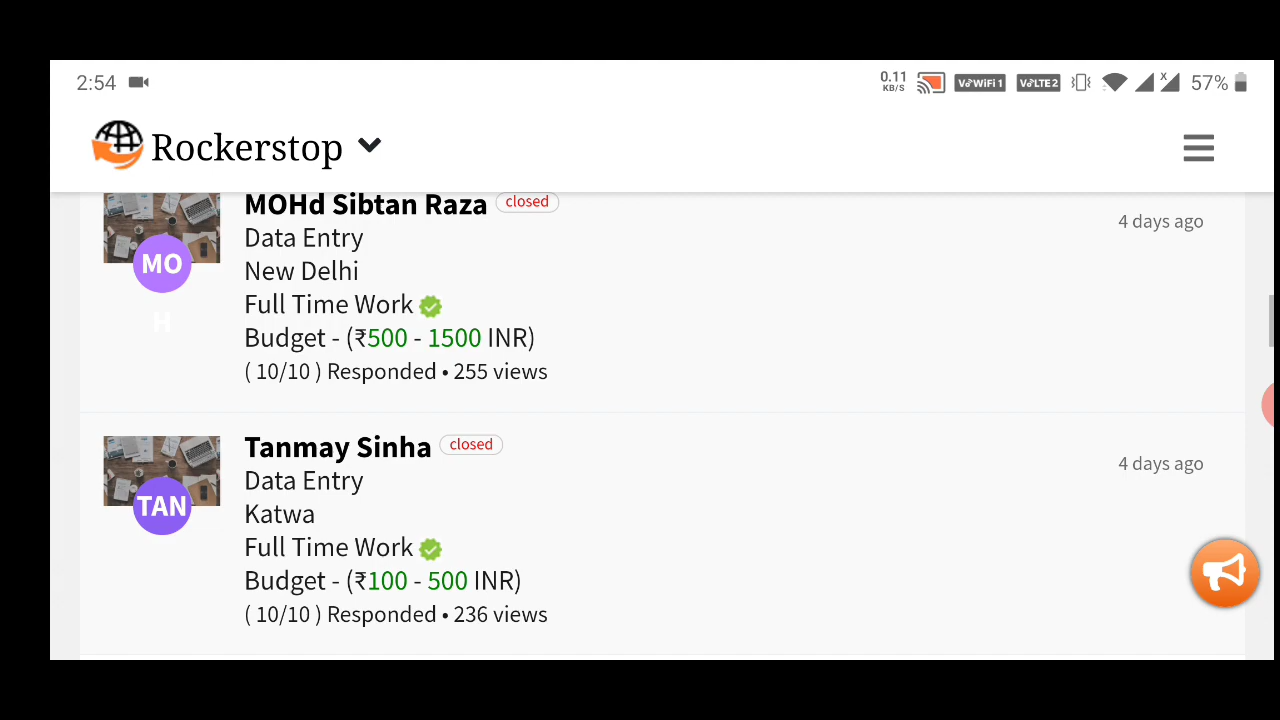 2:54
0.11 KB/S VoWiFi 1 VoLTE 2 X 57%
Rockerstop
MOHd Sibtan Raza closed
4 days ago
MO
H
Data Entry
New Delhi
Full Time Work
Budget - (₹500 - 1500 INR)
( 10/10 ) Responded • 255 views
Tanmay Sinha closed
4 days ago
TAN
Data Entry
Katwa
Full Time Work
Budget - (₹100 - 500 INR)
( 10/10 ) Responded • 236 views